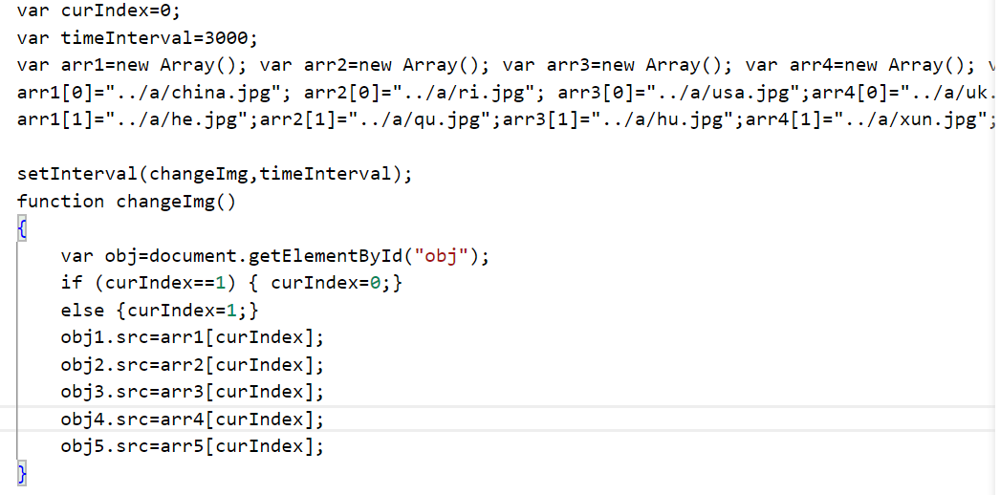 var curIndex=0;
var timeInterval=3000;
var arr1=new Array(); var arr2=new Array(); var arr3=new Array(); var arr4=new Array();
arr1[0]="../a/china.jpg"; arr2[0]="../a/ri.jpg"; arr3[0]="../a/usa.jpg";arr4[0]="../a/uk.
arr1[1]="../a/he.jpg";arr2[1]="../a/qu.jpg";arr3[1]="../a/hu.jpg";arr4[1]="../a/xun.jpg";
setInterval(changeImg,timeInterval);
function changeImg()
{
var obj=document.getElementById("obj");
if (curIndex==1) { curIndex=0;}
else {curIndex=1;}
obj1.src=arr1[curIndex];
obj2.src=arr2[curIndex];
obj3.src=arr3[curIndex];
obj4.src=arr4[curIndex];
obj5.src=arr5[curIndex];
}